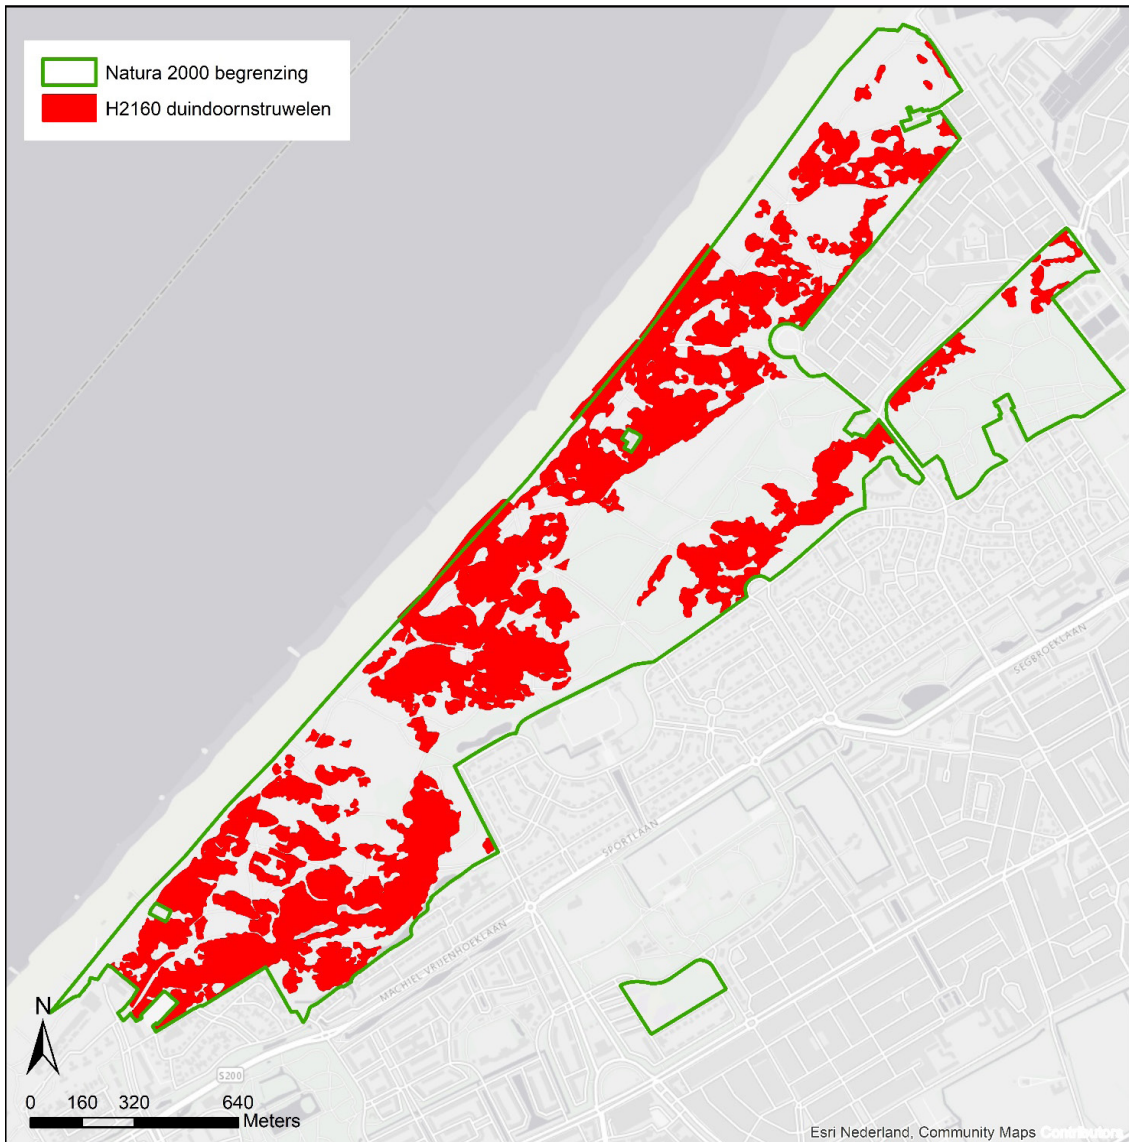 Natura 2000 begrenzing
H2160 duindoornstruwelen
SEGBROEKLAAN
SPORTLAAN
MACHIEL VRIJENHOEKLAAN
N
S200
0 160 320 640
Meters
Esri Nederland, Community Maps Contributors